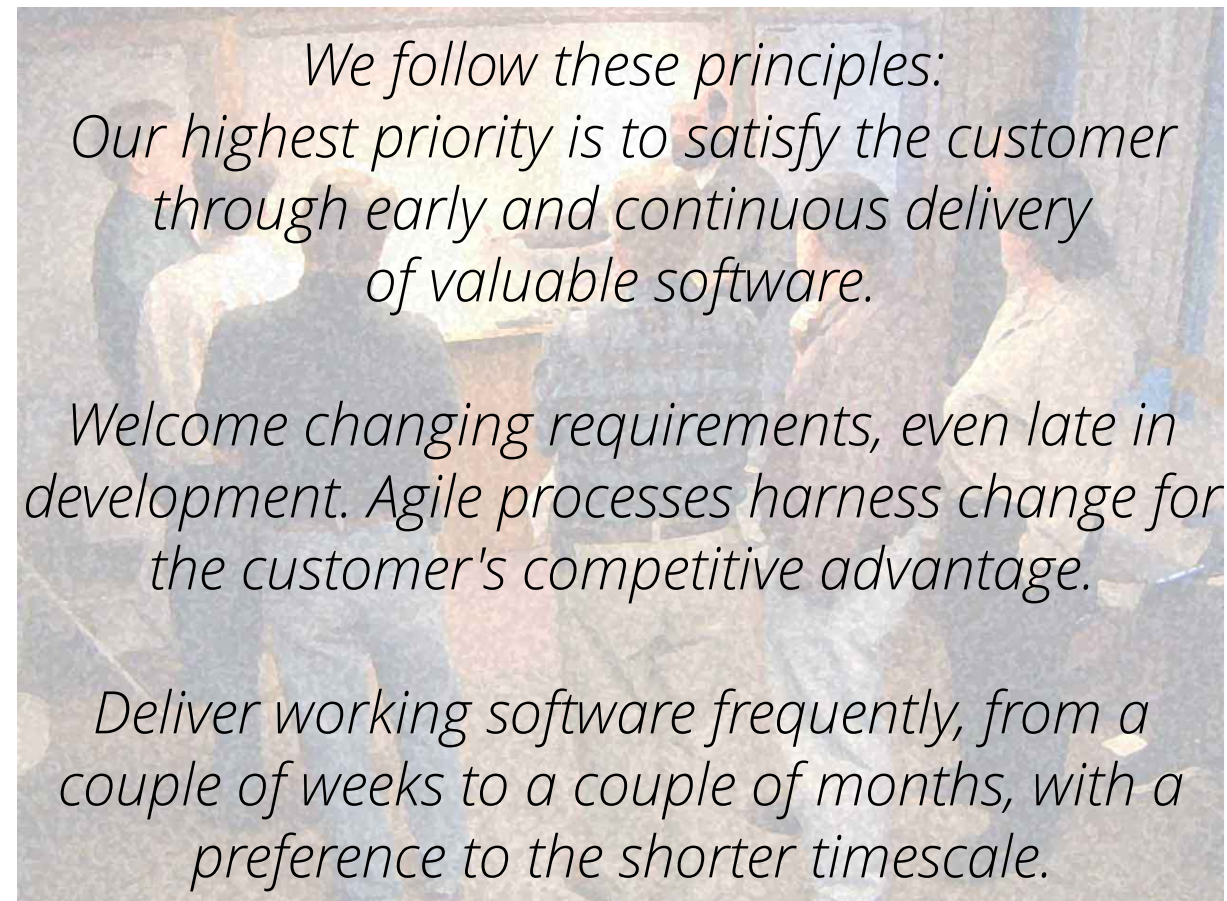 We follow these principles:
Our highest priority is to satisfy the customer
through early and continuous delivery
of valuable software.
Welcome changing requirements, even late in
development. Agile processes harness change for
the customer's competitive advantage.
Deliver working software frequently, from a
couple of weeks to a couple of months, with a
preference to the shorter timescale.